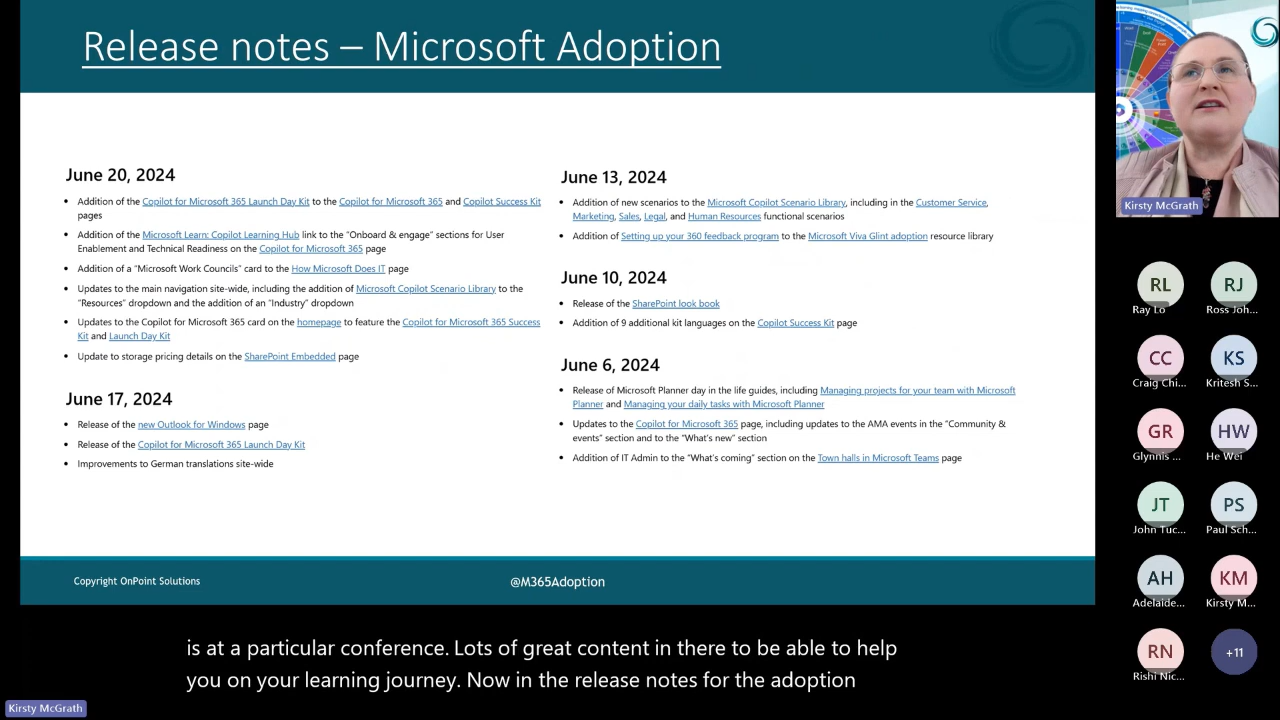 Release notes – Microsoft Adoption
June 20, 2024
• Addition of the Copilot for Microsoft 365 Launch Day Kit to the Copilot for Microsoft 365 and Copilot Success Kit
pages
• Addition of the Microsoft Learn: Copilot Learning Hub link to the “Onboard & engage” sections for User
Enablement and Technical Readiness on the Copilot for Microsoft 365 page
• Addition of a “Microsoft Work Councils” card to the How Microsoft Does IT page
• Updates to the main navigation site-wide, including the addition of Microsoft Copilot Scenario Library to the
“Resources” dropdown and the addition of an “Industry” dropdown
• Updates to the Copilot for Microsoft 365 card on the homepage to feature the Copilot for Microsoft 365 Success
Kit and Launch Day Kit
• Update to storage pricing details on the SharePoint Embedded page
June 17, 2024
• Release of the new Outlook for Windows page
• Release of the Copilot for Microsoft 365 Launch Day Kit
• Improvements to German translations site-wide
June 13, 2024
• Addition of new scenarios to the Microsoft Copilot Scenario Library, including in the Customer Service,
Marketing, Sales, Legal, and Human Resources functional scenarios
• Addition of Setting up your 360 feedback program to the Microsoft Viva Glint adoption resource library
June 10, 2024
• Release of the SharePoint look book
• Addition of 9 additional kit languages on the Copilot Success Kit page
June 6, 2024
• Release of Microsoft Planner day in the life guides, including Managing projects for your team with Microsoft
Planner and Managing your daily tasks with Microsoft Planner
• Updates to the Copilot for Microsoft 365 page, including updates to the AMA events in the “Community &
events” section and to the “What’s new” section
• Addition of IT Admin to the “What’s coming” section on the Town halls in Microsoft Teams page
Copyright OnPoint Solutions
@M365Adoption
Kirsty McGrath
RL
Ray Lo
RJ
Ross Joh...
CC
Craig Chi...
KS
Kritesh S...
GR
Glynnis ...
HW
He Wei
JT
John Tuc...
PS
Paul Sch...
AH
Adelaide...
KM
Kirsty M...
RN
Rishi Nic...
+11
is at a particular conference. Lots of great content in there to be able to help
you on your learning journey. Now in the release notes for the adoption
Kirsty McGrath